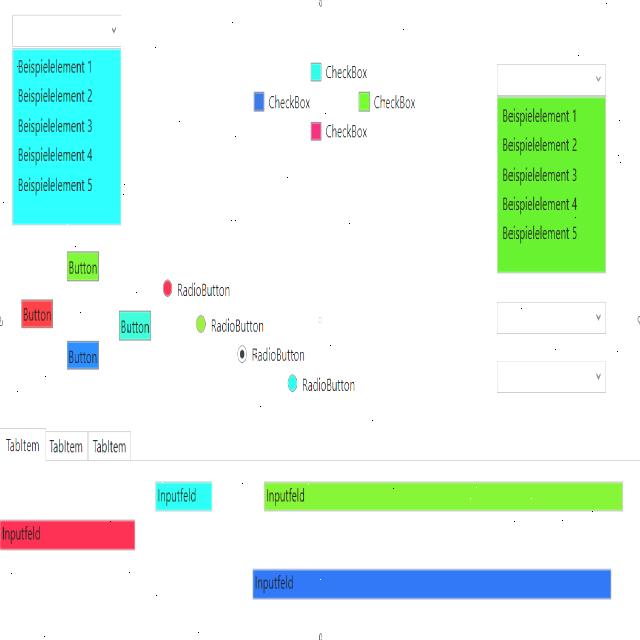 Beispielelement 1
Beispielelement 2
Beispielelement 3
Beispielelement 4
Beispielelement 5
CheckBox
CheckBox
CheckBox
CheckBox
Beispielelement 1
Beispielelement 2
Beispielelement 3
Beispielelement 4
Beispielelement 5
Button
Button
Button
Button
RadioButton
RadioButton
RadioButton
RadioButton
TabItem TabItem TabItem
Inputfeld
Inputfeld
Inputfeld
Inputfeld